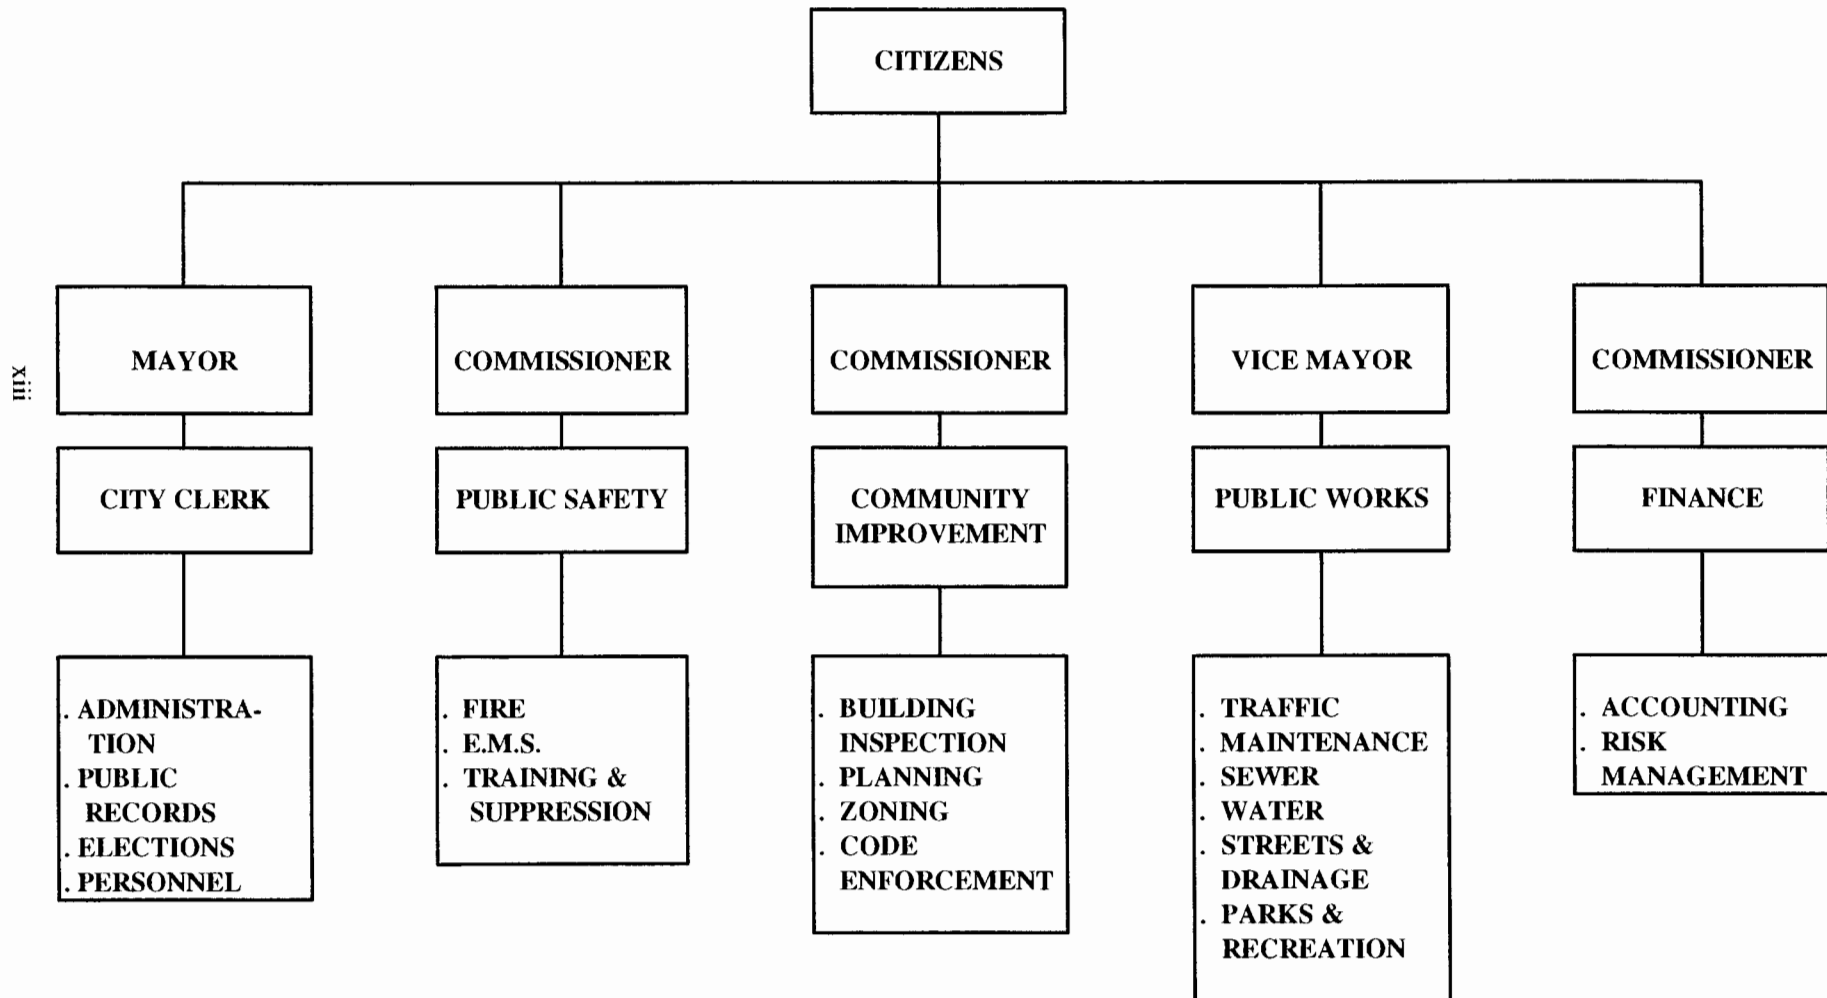 CITIZENS
MAYOR
COMMISSIONER
COMMISSIONER
VICE MAYOR
COMMISSIONER
xiii
CITY CLERK
PUBLIC SAFETY
COMMUNITY
IMPROVEMENT
PUBLIC WORKS
FINANCE
. ADMINISTRA-
TION
. PUBLIC
RECORDS
. ELECTIONS
. PERSONNEL
. FIRE
. E.M.S.
. TRAINING &
SUPPRESSION
. BUILDING
INSPECTION
. PLANNING
. ZONING
. CODE
ENFORCEMENT
. TRAFFIC
. MAINTENANCE
. SEWER
. WATER
. STREETS &
DRAINAGE
. PARKS &
RECREATION
. ACCOUNTING
. RISK
MANAGEMENT